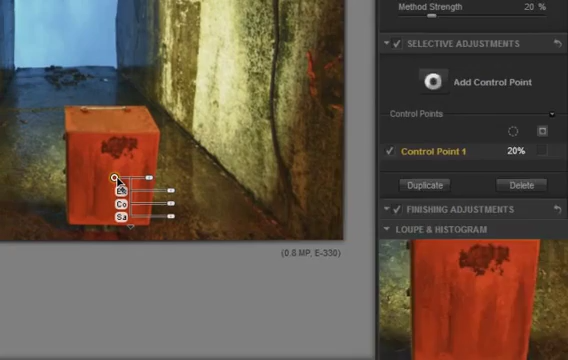 Method Strength 20 %
SELECTIVE ADJUSTMENTS
Add Control Point
Control Points
Control Point 1 20%
Co
Sa
Duplicate Delete
FINISHING ADJUSTMENTS
LOUPE & HISTOGRAM
(0.8 MP, E-330)